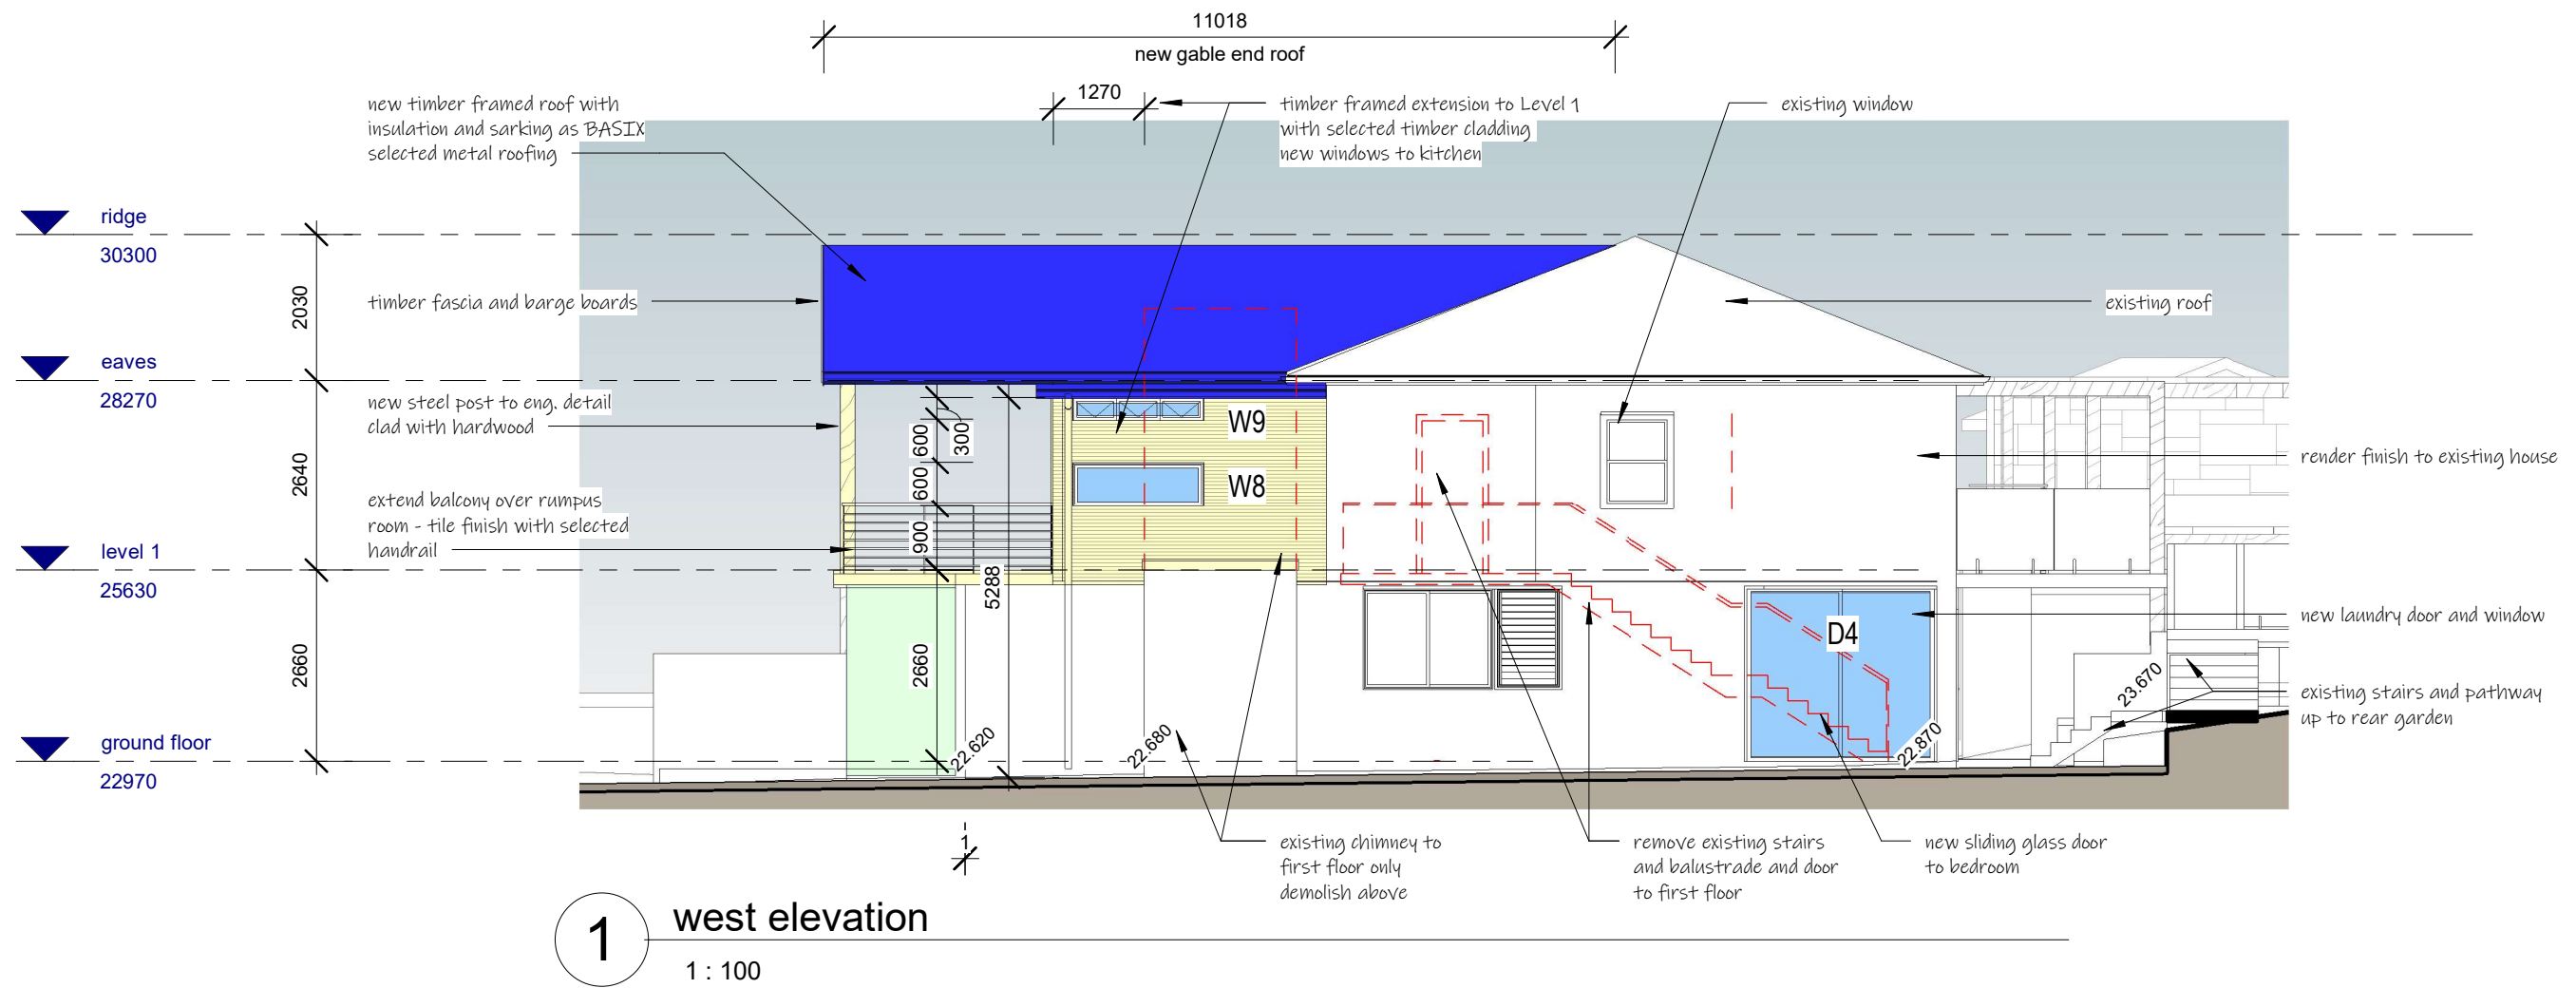 11018
new gable end roof
1270
new timber framed roof with
insulation and sarking as BASIX
selected metal roofing
timber framed extension to Level 1
with selected timber cladding
new windows to kitchen
existing window
ridge
30300
2030
timber fascia and barge boards
existing roof
eaves
28270
new steel post to eng. detail
clad with hardwood
600
300
W9
2640
600
W8
render finish to existing house
extend balcony over rumpus
room - tile finish with selected
handrail
900
level 1
25630
5288
new laundry door and window
D4
2660
2660
23.670
existing stairs and pathway
up to rear garden
ground floor
22970
22.620
22.680
22.870
1
existing chimney to
first floor only
demolish above
remove existing stairs
and balustrade and door
to first floor
new sliding glass door
to bedroom
1
west elevation
1 : 100